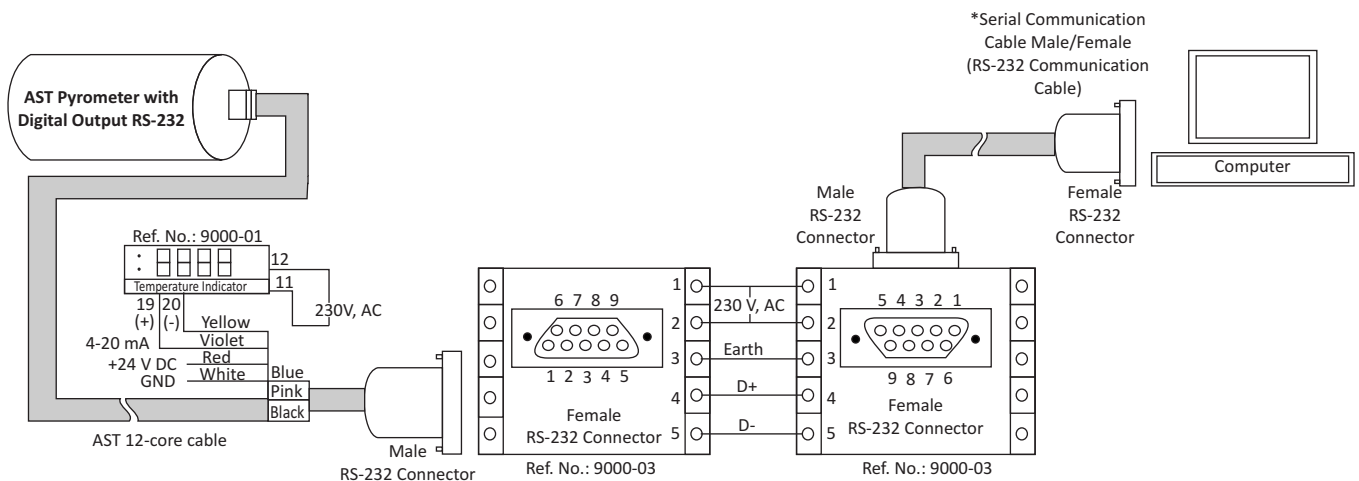 *Serial Communication
Cable Male/Female
(RS-232 Communication
Cable)
AST Pyrometer with
Digital Output RS-232
Computer
Male
RS-232
Connector
Female
RS-232
Connector
Ref. No.: 9000-01
Temperature Indicator
12
11
230V, AC
19
(+)
20
(-)
4-20 mA
+24 V DC
GND
Yellow
Violet
Red
White
Blue
Pink
Black
AST 12-core cable
Male
RS-232 Connector
6 7 8 9
1 2 3 4 5
Female
RS-232 Connector
1
2
3
4
5
Ref. No.: 9000-03
230 V, AC
Earth
D+
D-
1
2
3
4
5
5 4 3 2 1
9 8 7 6
Female
RS-232 Connector
Ref. No.: 9000-03